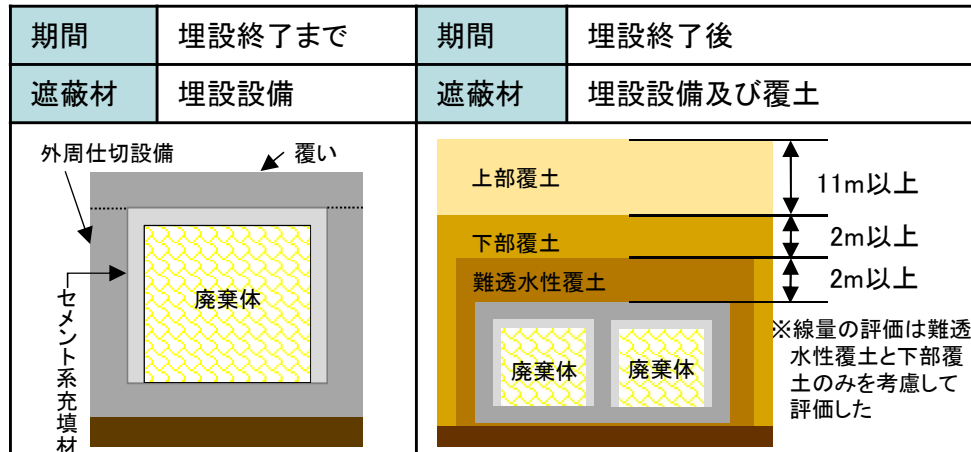 期間 埋設終了まで 期間 埋設終了後
遮蔽材 埋設設備 遮蔽材 埋設設備及び覆土
外周仕切設備
覆い
廃棄体
セメント系充填材
上部覆土
11m以上
下部覆土
2m以上
難透水性覆土
2m以上
廃棄体
廃棄体
※線量の評価は難透
水性覆土と下部覆
土のみを考慮して
評価した